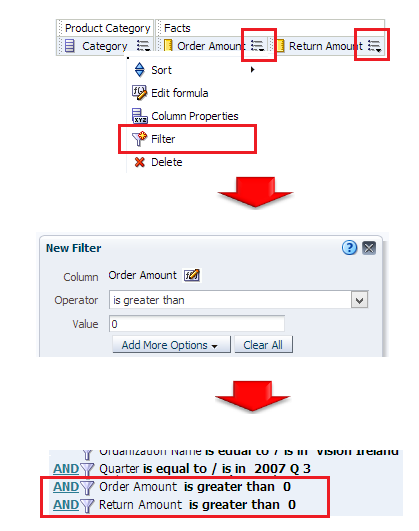 Product Category Facts
Category Order Amount Return Amount
Sort
Edit formula
Column Properties
Filter
Delete
New Filter
Column Order Amount
Operator is greater than
Value 0
Add More Options Clear All
Organization Name is equal to / is in Vision Ireland
AND Quarter is equal to / is in 2007 Q 3
AND Order Amount is greater than 0
AND Return Amount is greater than 0